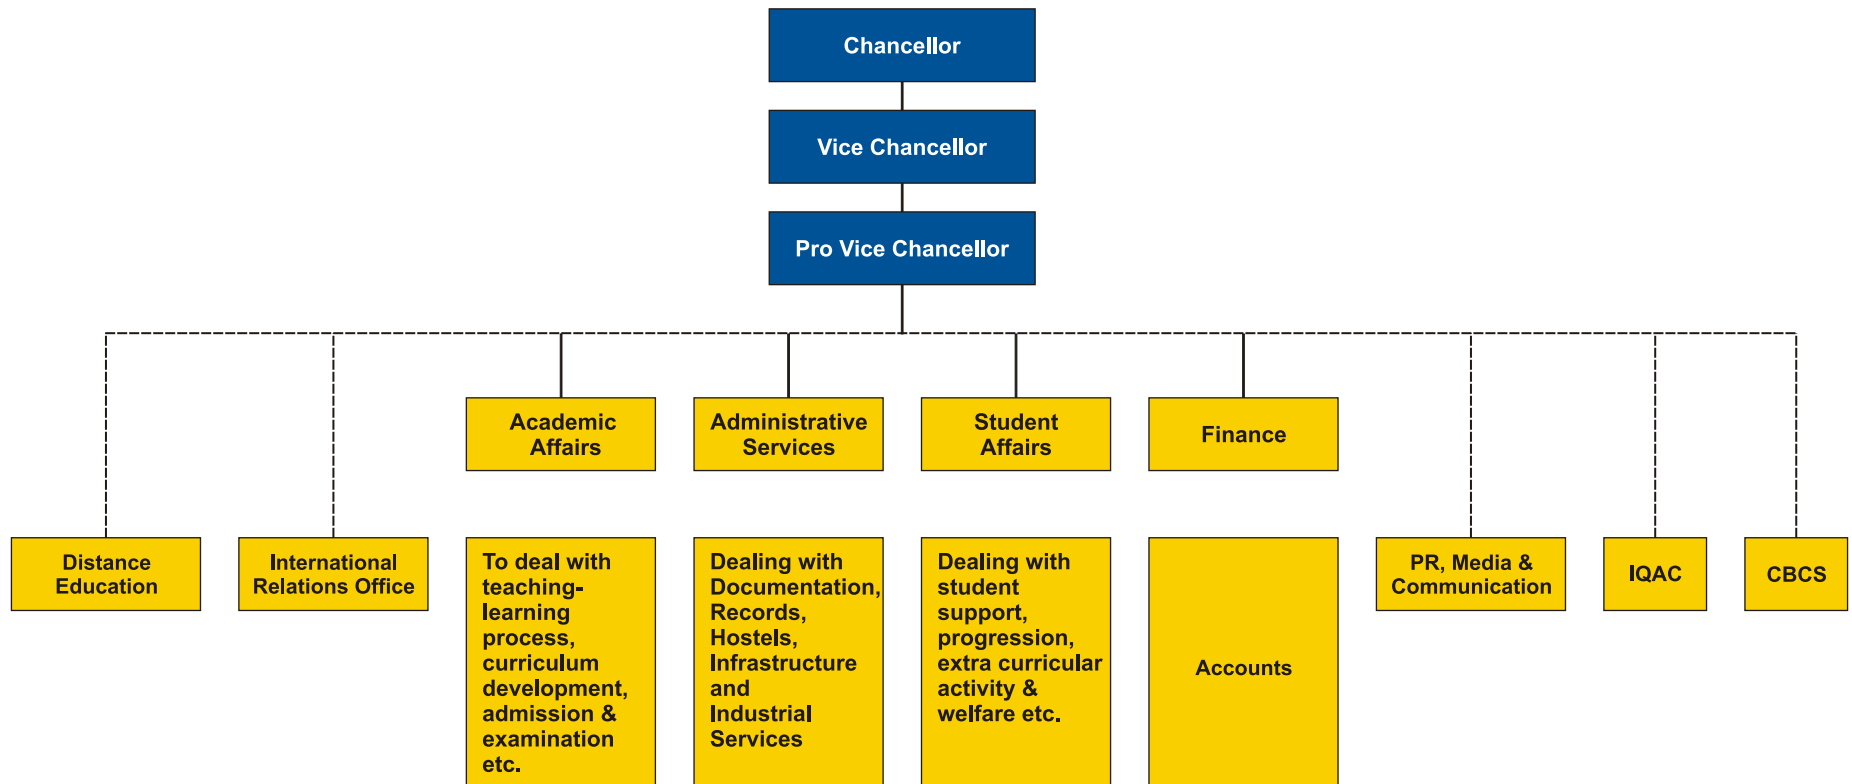 Chancellor
Vice Chancellor
Pro Vice Chancellor
Academic
Affairs
Administrative
Services
Student
Affairs
Finance
Distance
Education
International
Relations Office
To deal with
teaching-
learning
process,
curriculum
development,
admission &
examination
etc.
Dealing with
Documentation,
Records,
Hostels,
Infrastructure
and
Industrial
Services
Dealing with
student
support,
progression,
extra curricular
activity &
welfare etc.
Accounts
PR, Media &
Communication
IQAC
CBCS